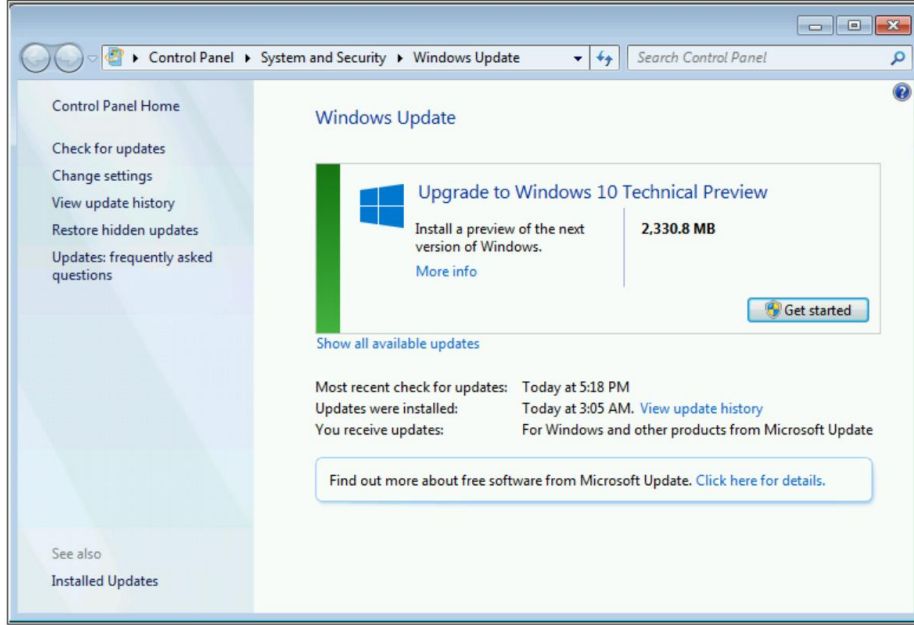 Control Panel
System and Security
Windows Update
Search Control Panel
Control Panel Home
Check for updates
Change settings
View update history
Restore hidden updates
Updates: frequently asked
questions
See also
Installed Updates
Windows Update
Upgrade to Windows 10 Technical Preview
Install a preview of the next
version of Windows.
More info
2,330.8 MB
Get started
Show all available updates
Most recent check for updates: Today at 5:18 PM
Updates were installed: Today at 3:05 AM. View update history
You receive updates: For Windows and other products from Microsoft Update
Find out more about free software from Microsoft Update. Click here for details.